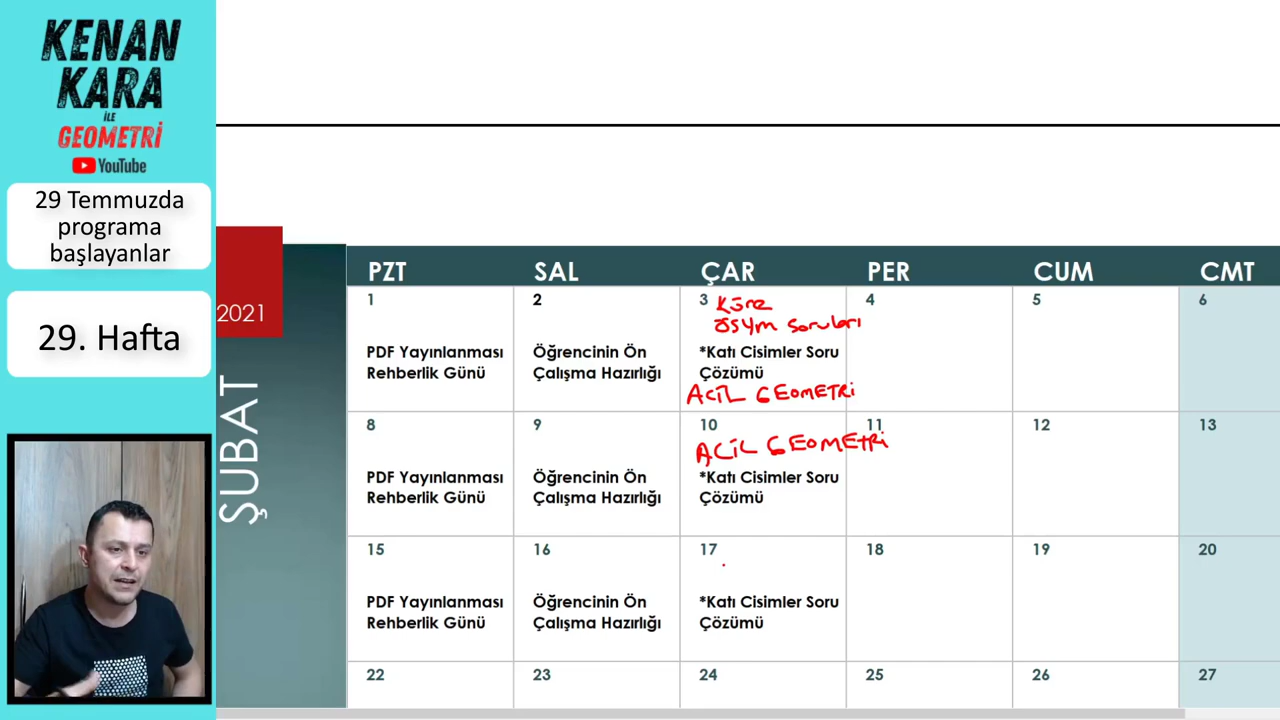 KENAN
KARA
İLE
GEOMETRİ
YouTube
29 Temmuzda
programa
başlayanlar
29. Hafta
2021
ŞUBAT
PZT SAL ÇAR PER CUM CMT
1 2 3 4 5 6
Küre
ösym soruları
PDF Yayınlanması
Rehberlik Günü
Öğrencinin Ön
Çalışma Hazırlığı
*Katı Cisimler Soru
Çözümü
ACİL GEOMETRİ
8 9 10 11 12 13
ACİL GEOMETRİ
PDF Yayınlanması
Rehberlik Günü
Öğrencinin Ön
Çalışma Hazırlığı
*Katı Cisimler Soru
Çözümü
15 16 17 18 19 20
PDF Yayınlanması
Rehberlik Günü
Öğrencinin Ön
Çalışma Hazırlığı
*Katı Cisimler Soru
Çözümü
22 23 24 25 26 27